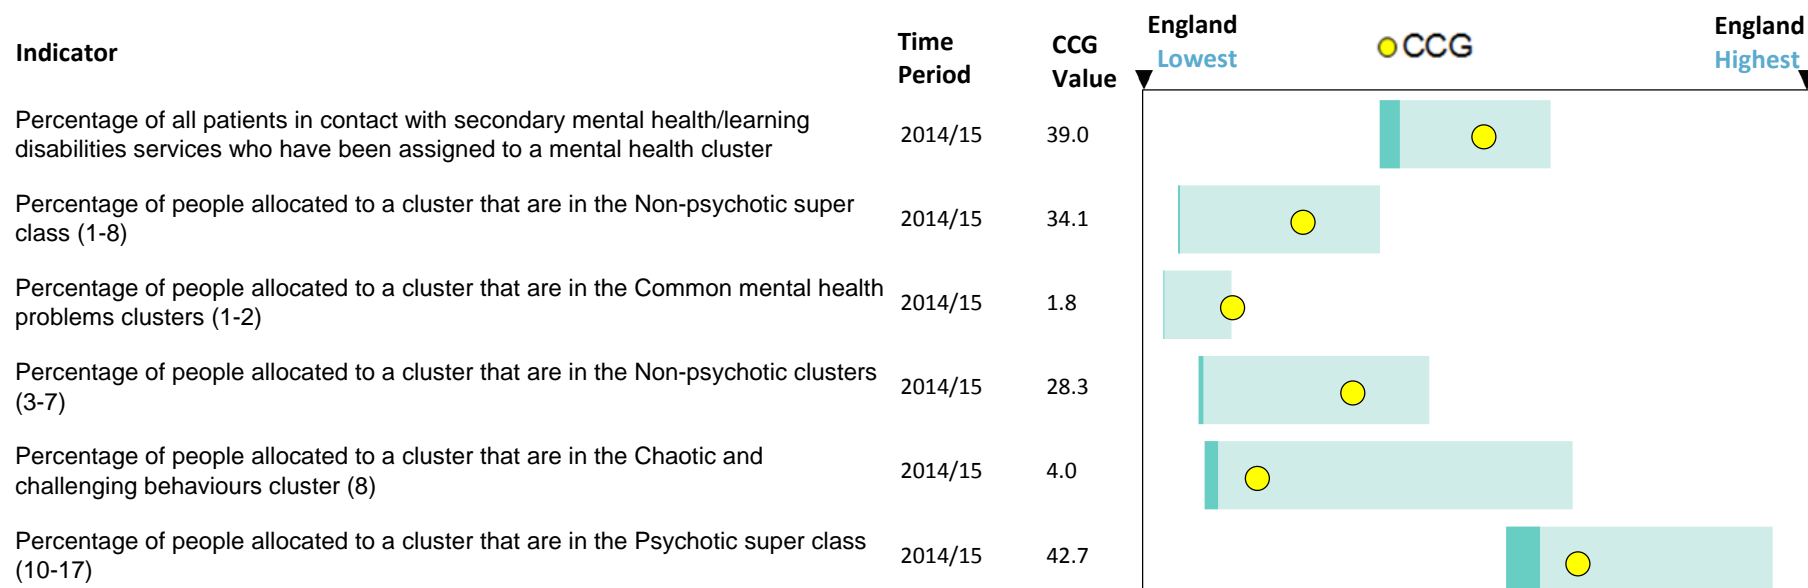 Indicator
Time
Period
CCG
Value
England
Lowest
CCG
England
Highest
Percentage of all patients in contact with secondary mental health/learning
disabilities services who have been assigned to a mental health cluster
2014/15
39.0
Percentage of people allocated to a cluster that are in the Non-psychotic super
class (1-8)
2014/15
34.1
Percentage of people allocated to a cluster that are in the Common mental health
problems clusters (1-2)
2014/15
1.8
Percentage of people allocated to a cluster that are in the Non-psychotic clusters
(3-7)
2014/15
28.3
Percentage of people allocated to a cluster that are in the Chaotic and
challenging behaviours cluster (8)
2014/15
4.0
Percentage of people allocated to a cluster that are in the Psychotic super class
(10-17)
2014/15
42.7